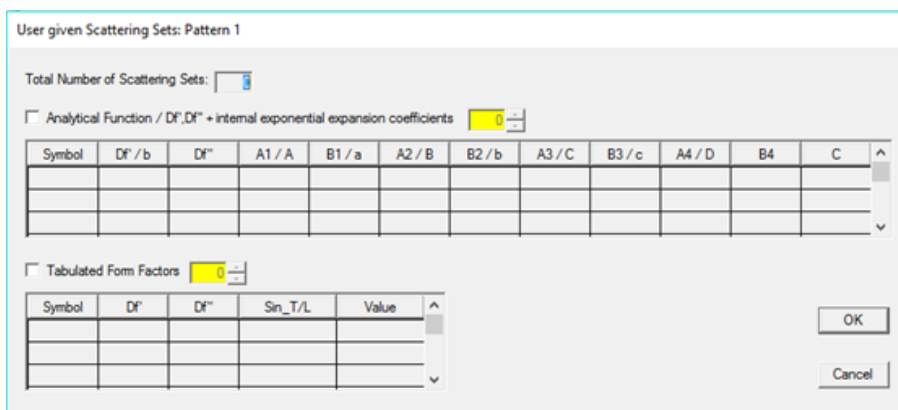 User given Scattering Sets: Pattern 1
Total Number of Scattering Sets: 0
Analytical Function / Df',Df'' + internal exponential expansion coefficients 0
Symbol Df' / b Df'' A1 / A B1 / a A2 / B B2 / b A3 / C B3 / c A4 / D B4 C
Tabulated Form Factors 0
Symbol Df' Df'' Sin_T/L Value
OK
Cancel